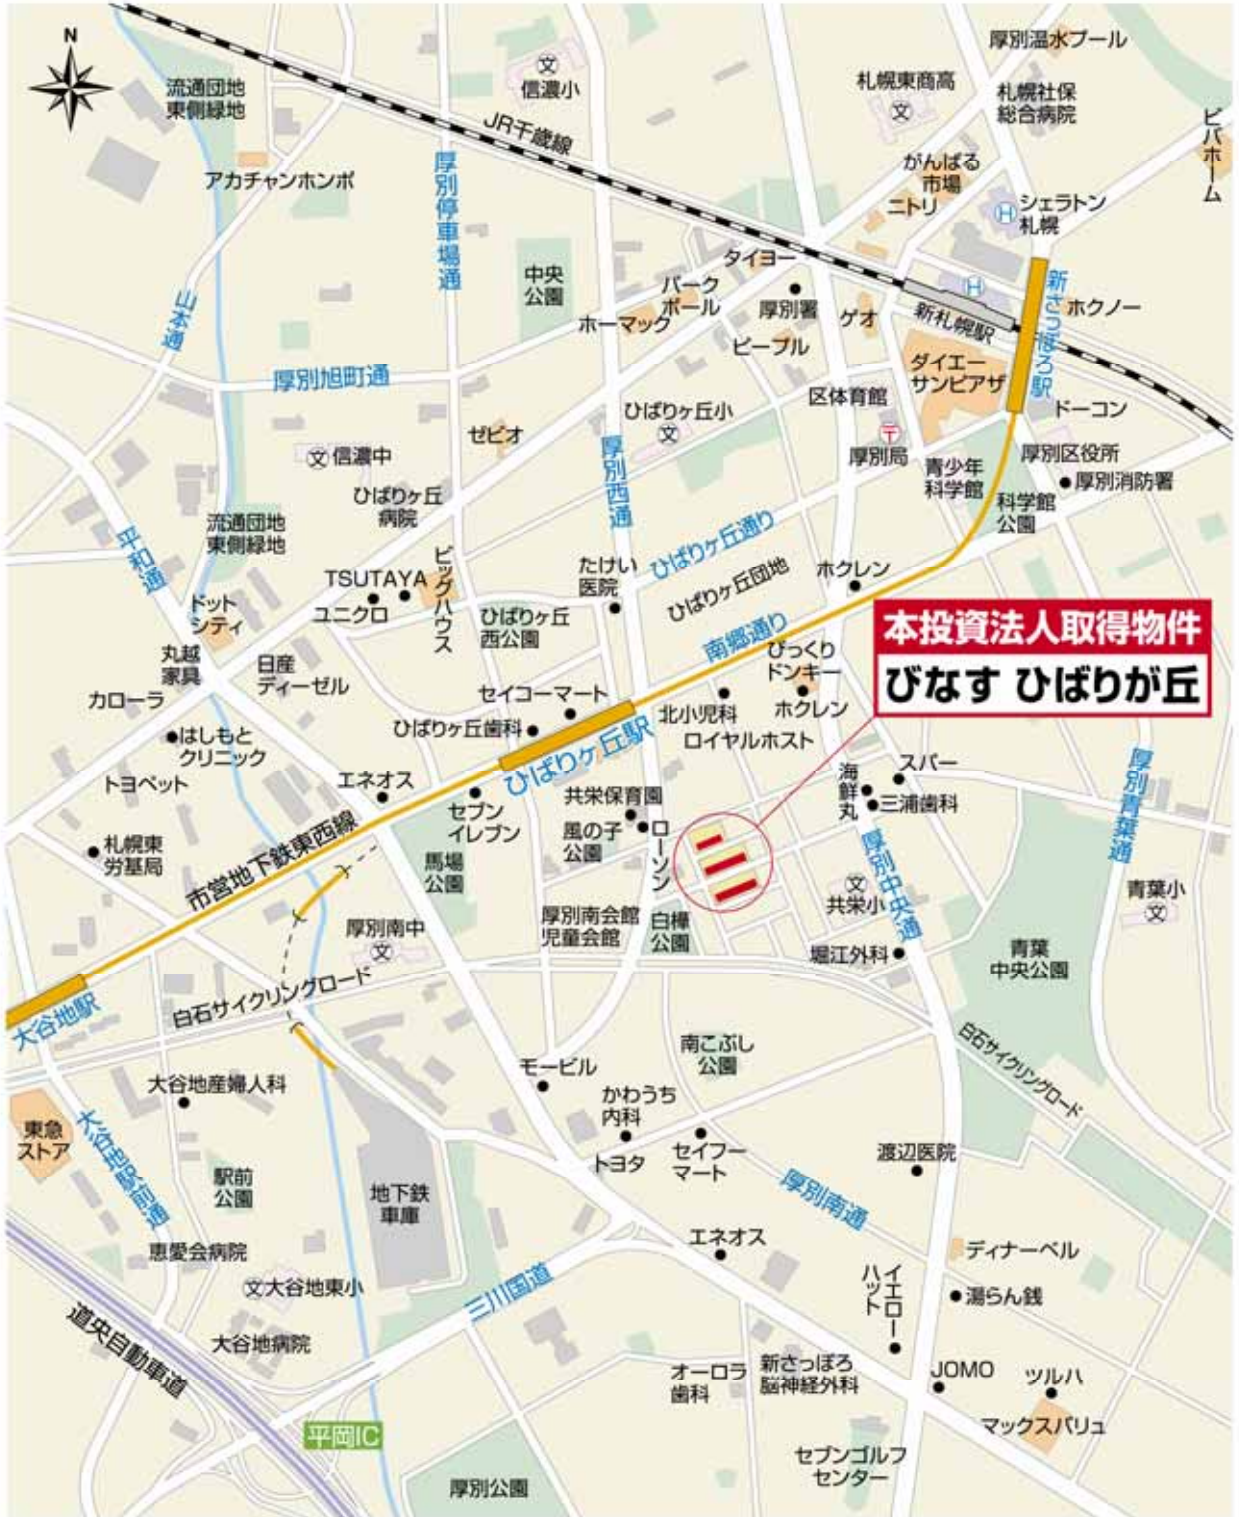 N
流通団地
東側緑地
アカチャンホンポ
信濃小
文
JR千歳線
厚別停車場通
山本通
厚別旭町通
中央
公園
ホーマック
パーク
ボール
タイヨー
厚別署
ピープル
ゲオ
札幌東商高
文
厚別温水プール
札幌社保
総合病院
がんばる
市場
ニトリ
H
シェラトン
札幌
ビバホーム
H
新札幌駅
新さっぽろ駅
ホクノー
ダイエー
サンピアザ
区体育館
〒
厚別局
ドーコン
厚別区役所
厚別消防署
青少年
科学館
科学館
公園
ひばりヶ丘小
文
ゼビオ
文
信濃中
ひばりヶ丘
病院
厚別西通
流通団地
東側緑地
平和通
ドット
シティ
TSUTAYA
ユニクロ
ビッグハウス
ひばりヶ丘
西公園
たけい
医院
ひばりヶ丘通り
ひばりヶ丘団地
ホクレン
南郷通り
びっくり
ドンキー
ホクレン
本投資法人取得物件
びなす ひばりが丘
丸越
家具
日産
ディーゼル
カローラ
はしもと
クリニック
トヨペット
セイコーマート
ひばりヶ丘歯科
ひばりヶ丘駅
北小児科
ロイヤルホスト
エネオス
セブン
イレブン
共栄保育園
風の子
公園
ローソン
海鮮丸
スパー
三浦歯科
厚別青葉通
札幌東
労基局
市営地下鉄東西線
馬場
公園
厚別中央通
文
共栄小
青葉小
文
厚別南中
文
厚別南会館
児童会館
白樺
公園
堀江外科
青葉
中央公園
大谷地駅
白石サイクリングロード
白石サイクリングロード
南こぶし
公園
モービル
かわうち
内科
トヨタ
セイフー
マート
大谷地産婦人科
東急
ストア
大谷地駅前通
駅前
公園
地下鉄
車庫
渡辺医院
厚別南通
恵愛会病院
文
大谷地東小
エネオス
ディナーベル
イエロー
ハット
湯らん銭
三川国道
道央自動車道
大谷地病院
オーロラ
歯科
新さっぽろ
脳神経外科
JOMO
ツルハ
マックスバリュ
平岡IC
厚別公園
セブンゴルフ
センター